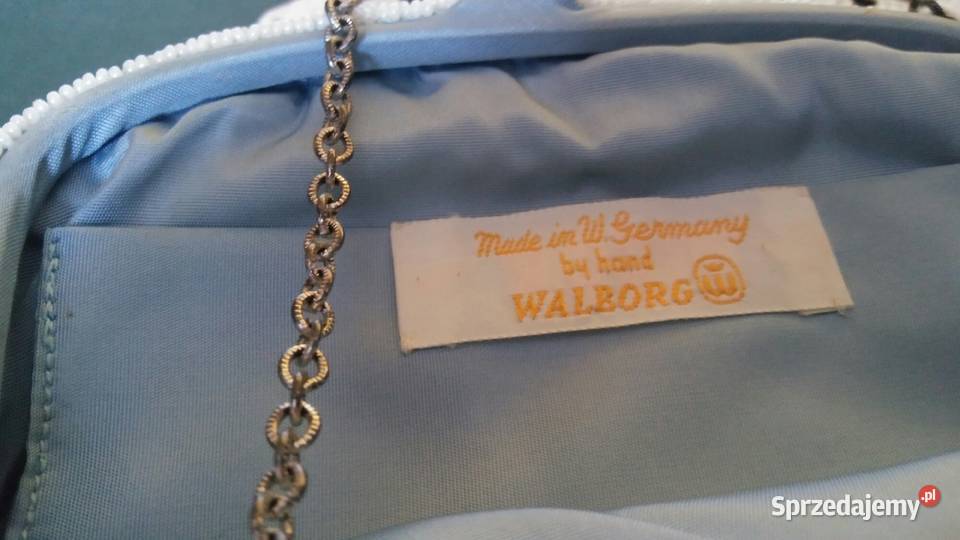 Made in W. Germany
by hand
WALBORG W
Sprzedajemy.pl